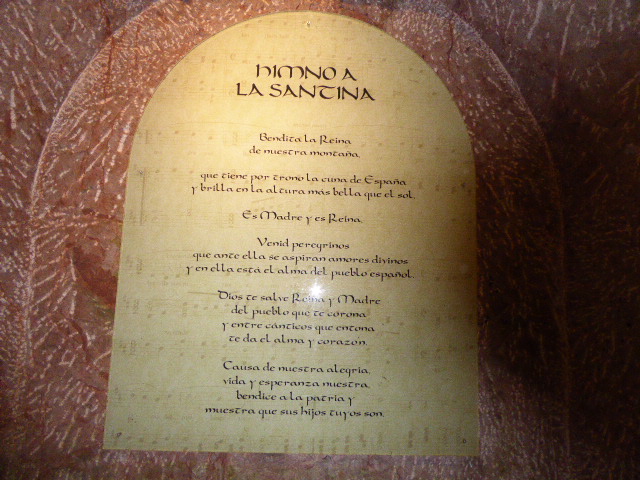 HIMNO A
LA SANTINA
Bendita la Reina
de nuestra montaña,
que tiene por trono la cuna de España
y brilla en la altura más bella que el sol.
Es Madre y es Reina.
Venid peregrinos
que ante ella se aspiran amores divinos
y en ella está el alma del pueblo español.
Dios te salve Reina y Madre
del pueblo que te corona
y entre cánticos que entona
te da el alma y corazón.
Causa de nuestra alegría,
vida y esperanza nuestra
bendice a la patria y
muestra que sus hijos tuyos son.